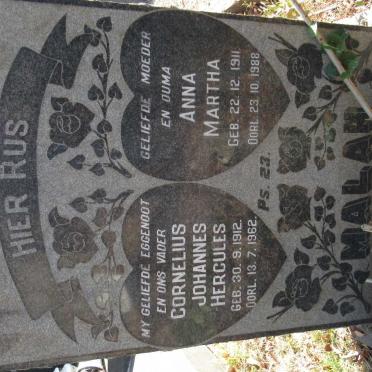 HIER RUS
MY GELIEFDE EGGENOOT
EN ONS VADER
CORNELIUS
JOHANNES
HERCULES
GEB. 30. 9. 1912.
OORL. 13. 7. 1982.
GELIEFDE MOEDER
EN OUMA
ANNA
MARTHA
GEB. 22. 12. 1911.
OORL. 23. 10. 1988
PS. 23.
MALAN